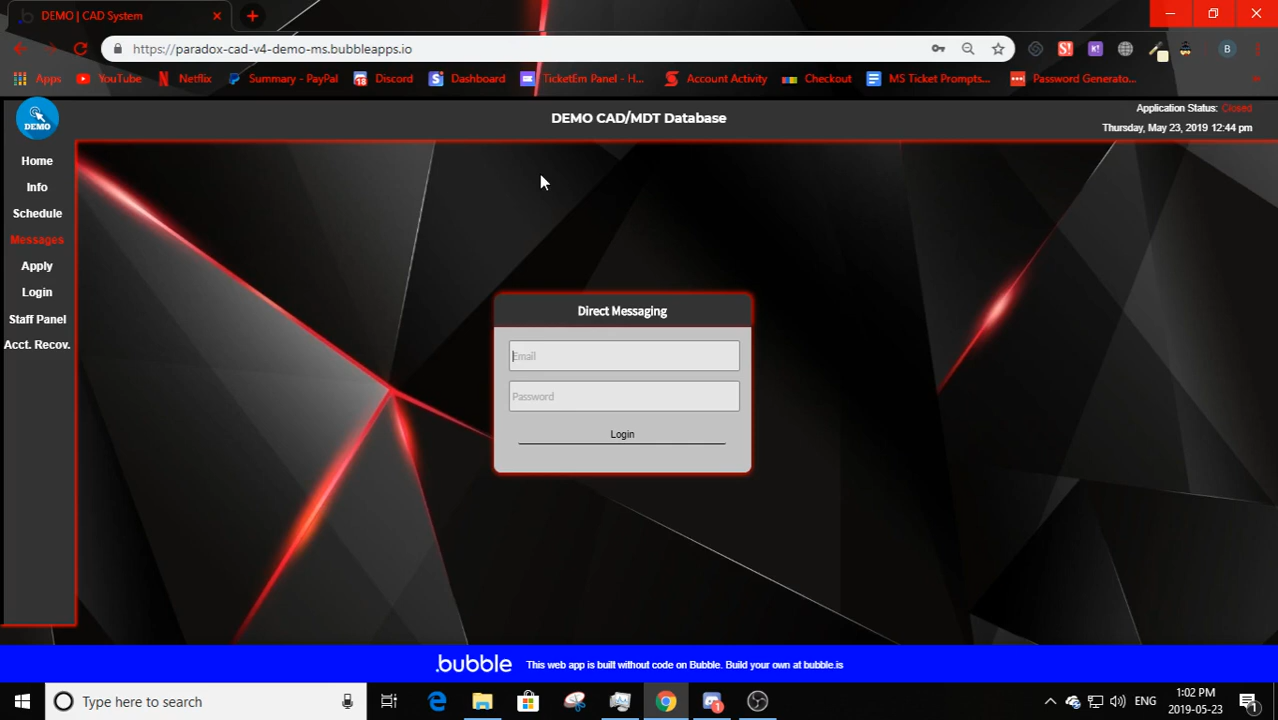 DEMO | CAD System
https://paradox-cad-v4-demo-ms.bubbleapps.io
B
Apps
YouTube
Netflix
Summary - PayPal
Discord
Dashboard
TicketEm Panel - H...
Account Activity
Checkout
MS Ticket Prompts...
Password Generato...
DEMO
DEMO CAD/MDT Database
Application Status: Closed
Thursday, May 23, 2019 12:44 pm
Home
Info
Schedule
Messages
Apply
Login
Staff Panel
Acct. Recov.
Direct Messaging
Email
Password
Login
.bubble
This web app is built without code on Bubble. Build your own at bubble.is
Type here to search
ENG
1:02 PM
2019-05-23